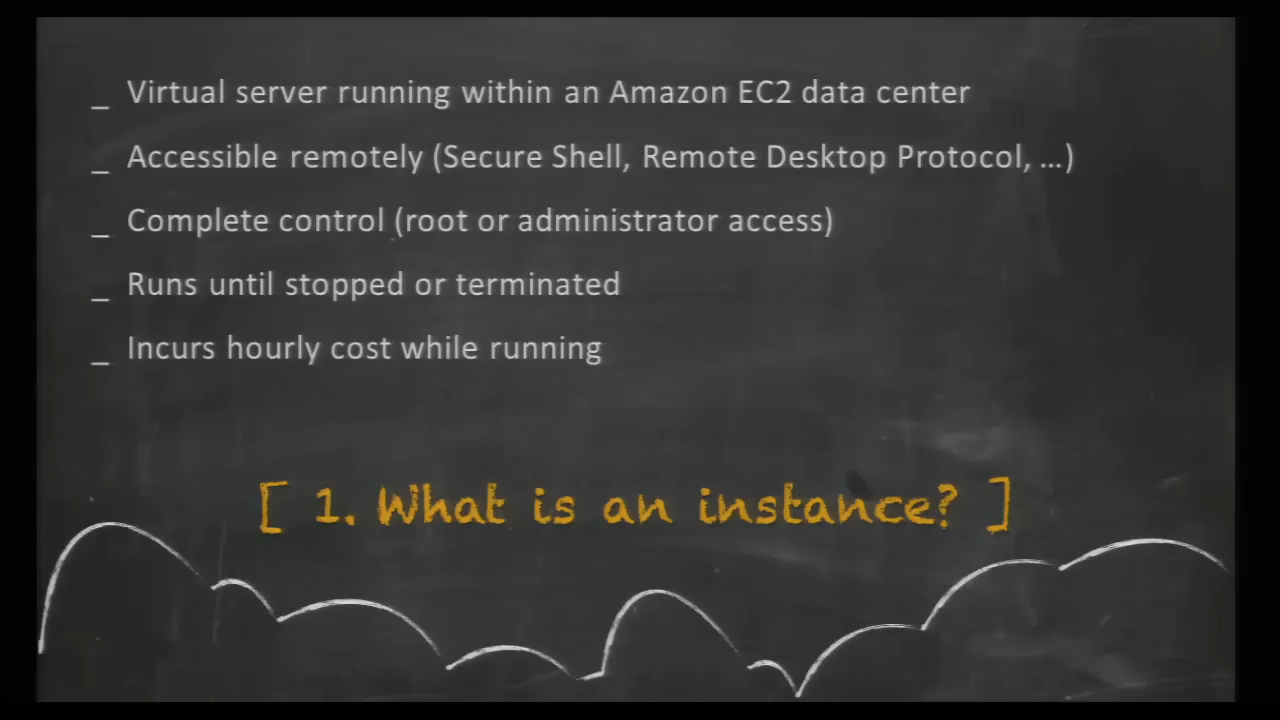 _ Virtual server running within an Amazon EC2 data center
_ Accessible remotely (Secure Shell, Remote Desktop Protocol, ...)
_ Complete control (root or administrator access)
_ Runs until stopped or terminated
_ Incurs hourly cost while running
[ 1. What is an instance? ]